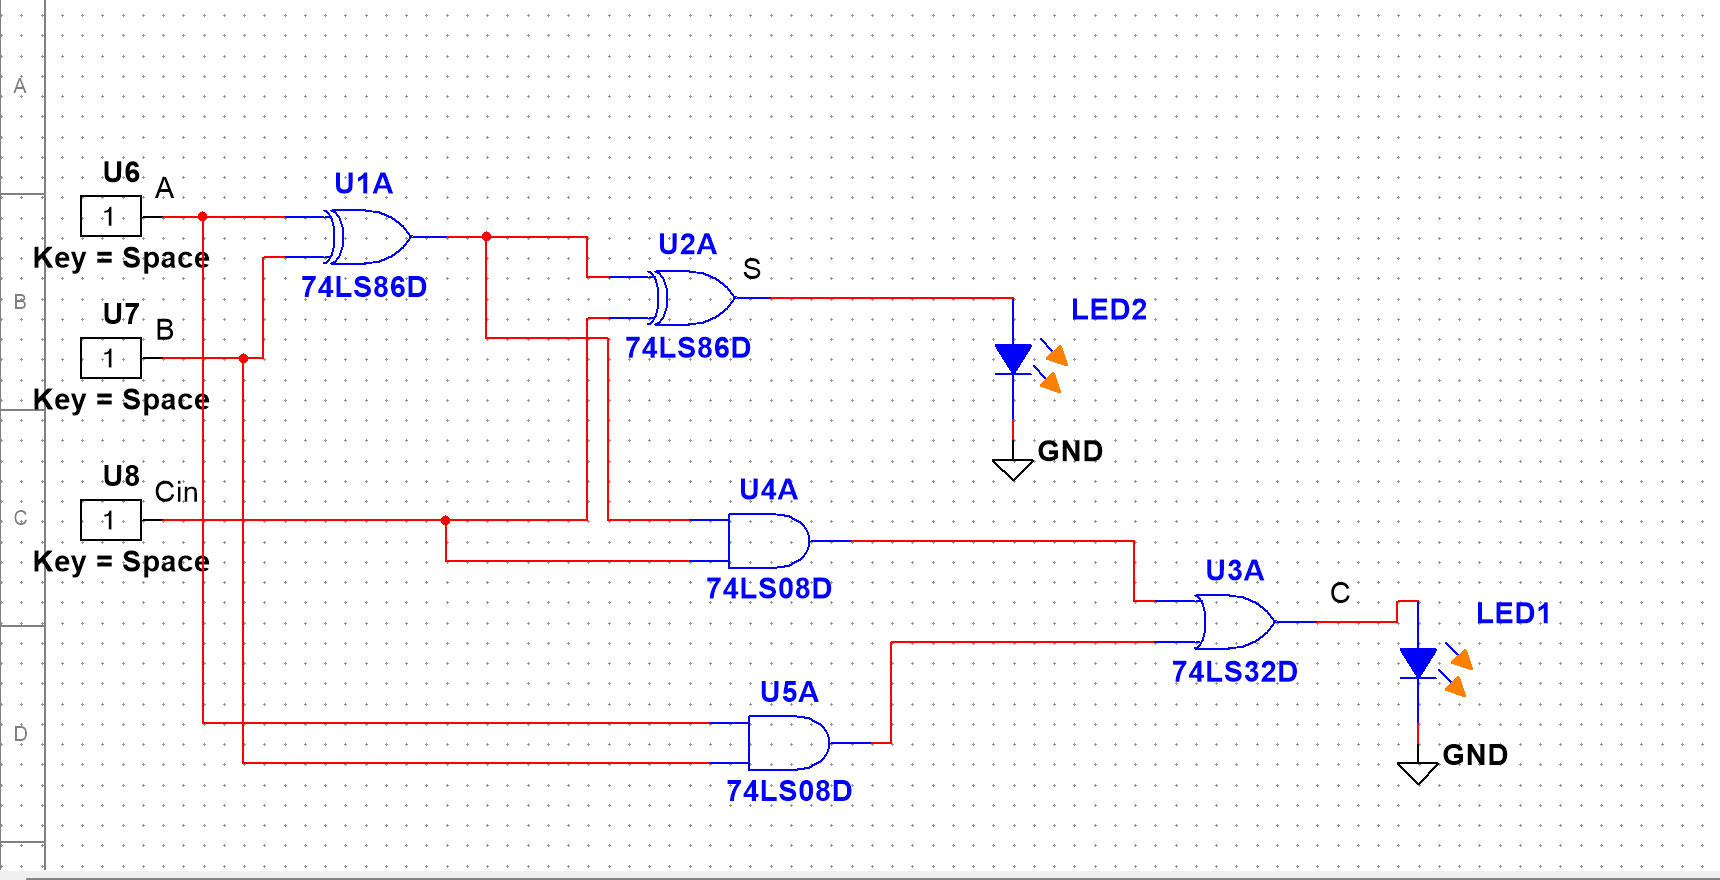 A
B
C
D
U6
A
1
Key = Space
U7
B
1
Key = Space
U8
Cin
1
Key = Space
U1A
74LS86D
U2A
S
74LS86D
LED2
GND
U4A
74LS08D
U3A
C
74LS32D
LED1
GND
U5A
74LS08D